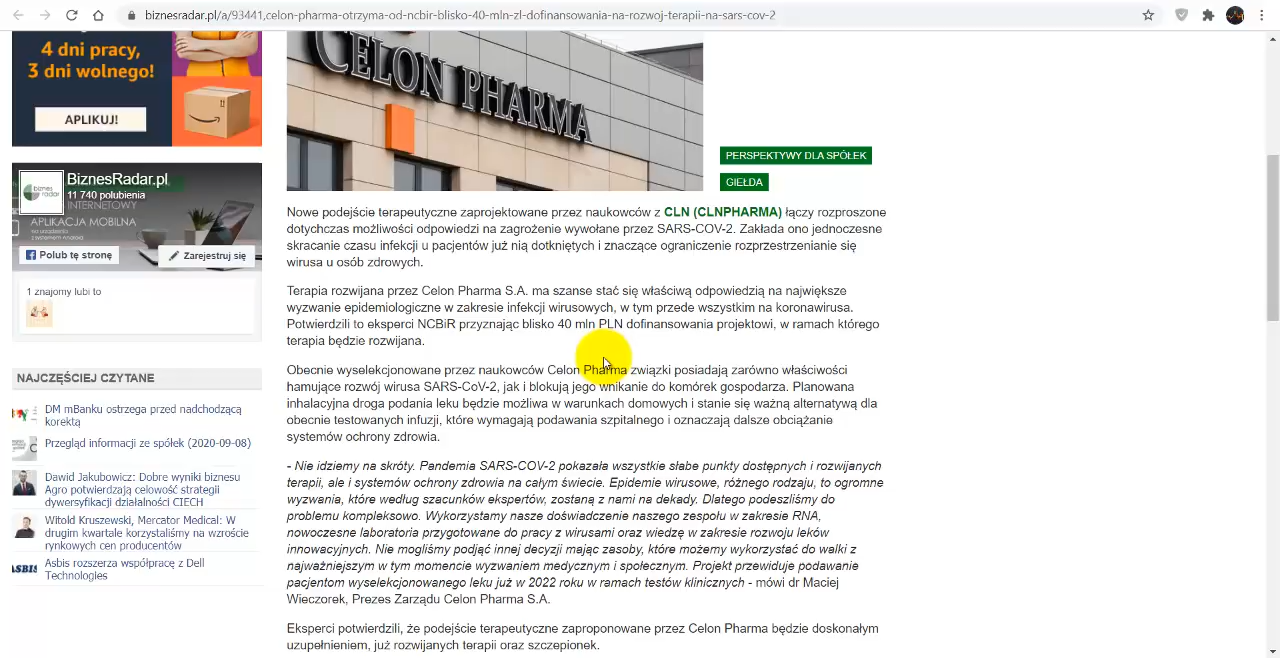 biznesradar.pl/a/93441,celon-pharma-otrzyma-od-ncbir-blisko-40-mln-zl-dofinansowania-na-rozwoj-terapii-na-sars-cov-2
4 dni pracy,
3 dni wolnego!
APLIKUJ!
CELON PHARMA
PERSPEKTYWY DLA SPÓŁEK
GIEŁDA
BiznesRadar.pl
11 740 polubienia
INTERNETOWY
APLIKACJA MOBILNA
Polub tę stronę
Zarejestruj się
1 znajomy lubi to
NAJCZĘŚCIEJ CZYTANE
DM mBanku ostrzega przed nadchodzącą
korektą
Przegląd informacji ze spółek (2020-09-08)
Dawid Jakubowicz: Dobre wyniki biznesu
Agro potwierdzają celowość strategii
dywersyfikacji działalności CIECH
Witold Kruszewski, Mercator Medical: W
drugim kwartale korzystaliśmy na wzroście
rynkowych cen producentów
ASBIS
Asbis rozszerza współpracę z Dell
Technologies
Nowe podejście terapeutyczne zaprojektowane przez naukowców z CLN (CLNPHARMA) łączy rozproszone
dotychczas możliwości odpowiedzi na zagrożenie wywołane przez SARS-COV-2. Zakłada ono jednoczesne
skracanie czasu infekcji u pacjentów już nią dotkniętych i znaczące ograniczenie rozprzestrzenianie się
wirusa u osób zdrowych.
Terapia rozwijana przez Celon Pharma S.A. ma szanse stać się właściwą odpowiedzią na największe
wyzwanie epidemiologiczne w zakresie infekcji wirusowych, w tym przede wszystkim na koronawirusa.
Potwierdzili to eksperci NCBiR przyznając blisko 40 mln PLN dofinansowania projektowi, w ramach którego
terapia będzie rozwijana.
Obecnie wyselekcjonowane przez naukowców Celon Pharma związki posiadają zarówno właściwości
hamujące rozwój wirusa SARS-CoV-2, jak i blokują jego wnikanie do komórek gospodarza. Planowana
inhalacyjna droga podania leku będzie możliwa w warunkach domowych i stanie się ważną alternatywą dla
obecnie testowanych infuzji, które wymagają podawania szpitalnego i oznaczają dalsze obciążanie
systemów ochrony zdrowia.
- Nie idziemy na skróty. Pandemia SARS-COV-2 pokazała wszystkie słabe punkty dostępnych i rozwijanych
terapii, ale i systemów ochrony zdrowia na całym świecie. Epidemie wirusowe, różnego rodzaju, to ogromne
wyzwania, które według szacunków ekspertów, zostaną z nami na dekady. Dlatego podeszliśmy do
problemu kompleksowo. Wykorzystamy nasze doświadczenie naszego zespołu w zakresie RNA,
nowoczesne laboratoria przygotowane do pracy z wirusami oraz wiedzę w zakresie rozwoju leków
innowacyjnych. Nie mogliśmy podjąć innej decyzji mając zasoby, które możemy wykorzystać do walki z
najważniejszym w tym momencie wyzwaniem medycznym i społecznym. Projekt przewiduje podawanie
pacjentom wyselekcjonowanego leku już w 2022 roku w ramach testów klinicznych - mówi dr Maciej
Wieczorek, Prezes Zarządu Celon Pharma S.A.
Eksperci potwierdzili, że podejście terapeutyczne zaproponowane przez Celon Pharma będzie doskonałym
uzupełnieniem, już rozwijanych terapii oraz szczepionek.